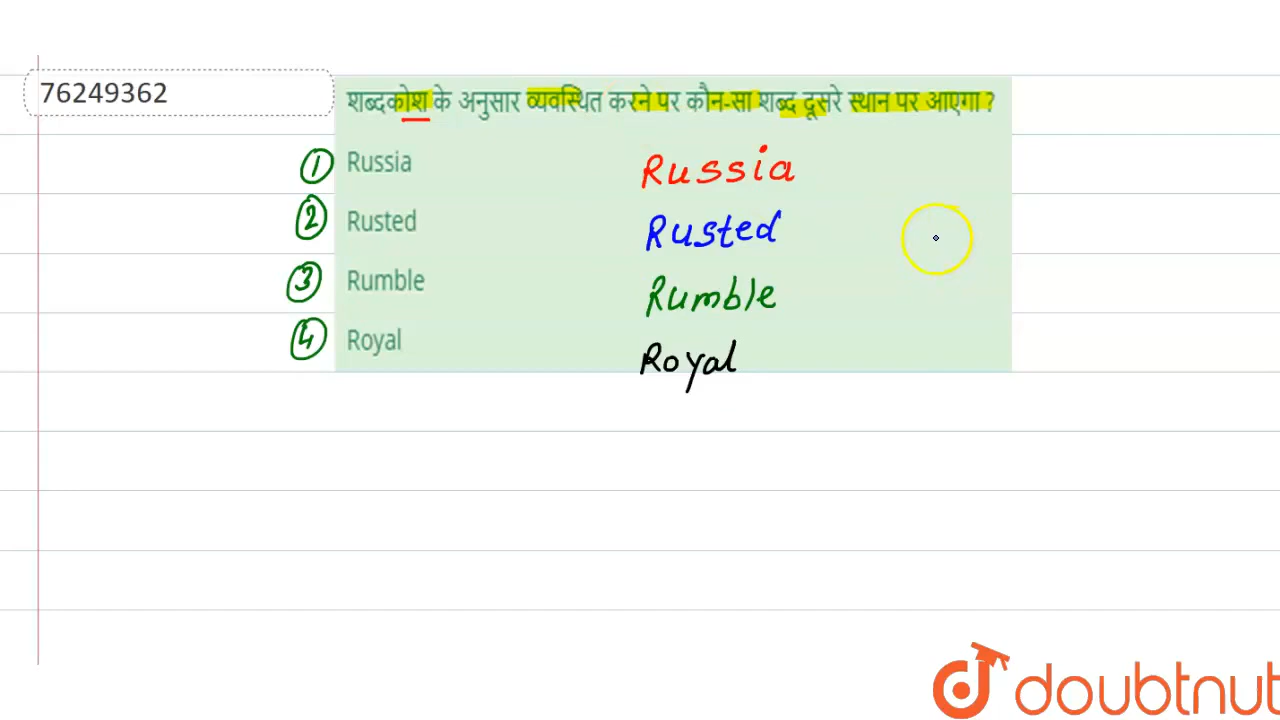 76249362
शब्दकोश के अनुसार व्यवस्थित करने पर कौन-सा शब्द दूसरे स्थान पर आएगा ?
① Russia Russia
② Rusted Rusted
③ Rumble Rumble
④ Royal Royal
doubtnut